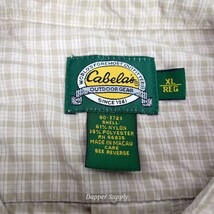 WORLD'S FOREMOST OUTFITTER
Cabela's
OUTDOOR GEAR
SINCE 1961
XL
REG
SHELL
61% NYLON
39% POLYESTER
MADE IN MACAU
CARE
SEE REVERSE
Dapper Supply